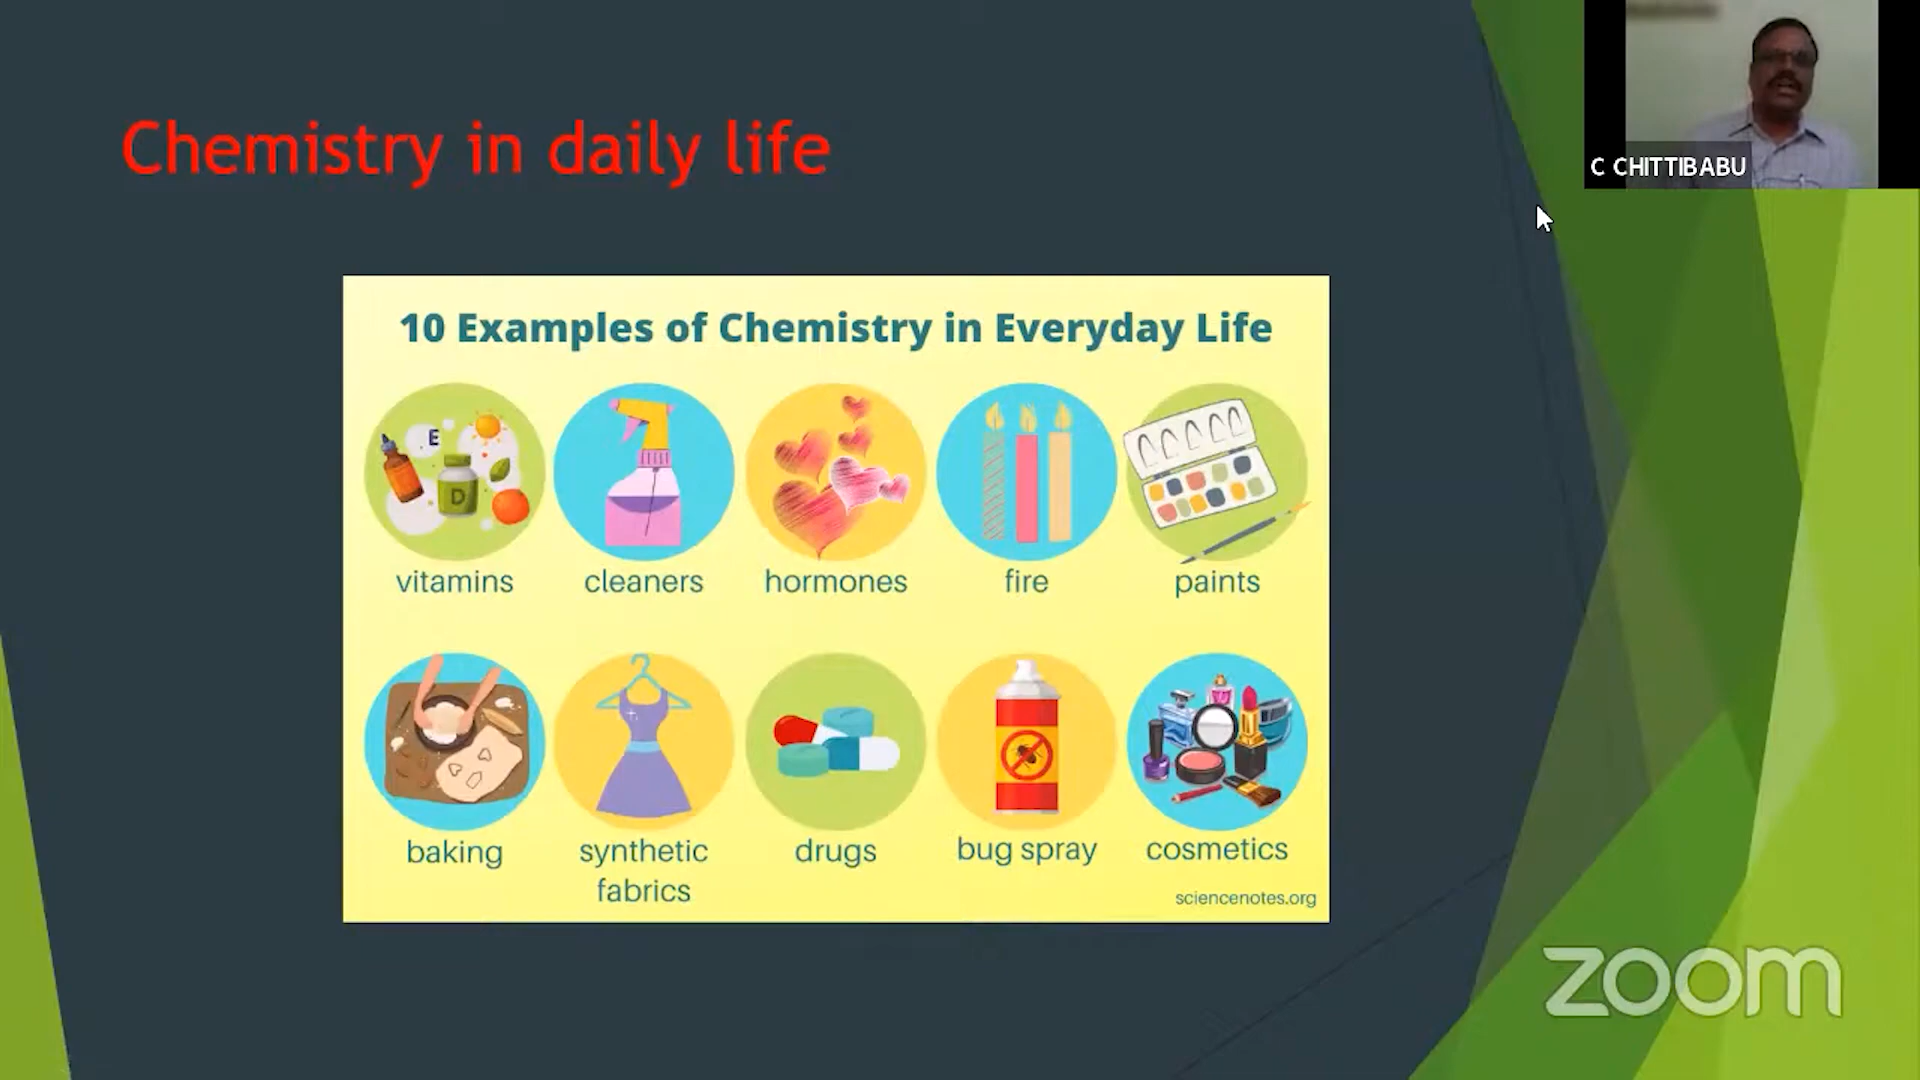 Chemistry in daily life
C CHITTIBABU
10 Examples of Chemistry in Everyday Life
E
D
vitamins
cleaners
hormones
fire
paints
baking
synthetic
fabrics
drugs
bug spray
cosmetics
sciencenotes.org
zoom